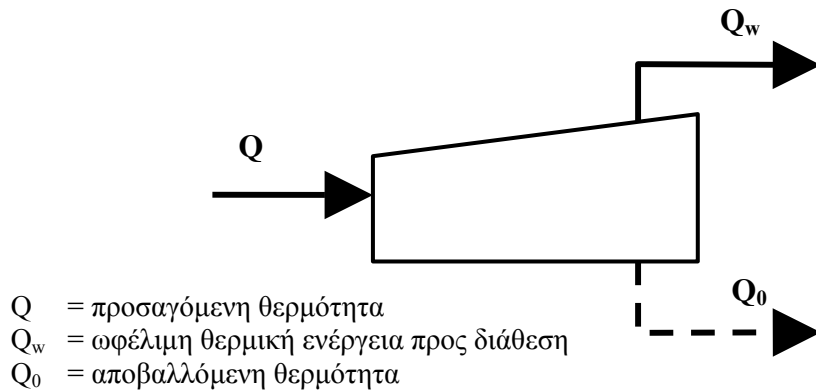 Q_w
Q
Q_0
Q = προσαγόμενη θερμότητα
Q_w = ωφέλιμη θερμική ενέργεια προς διάθεση
Q_0 = αποβαλλόμενη θερμότητα